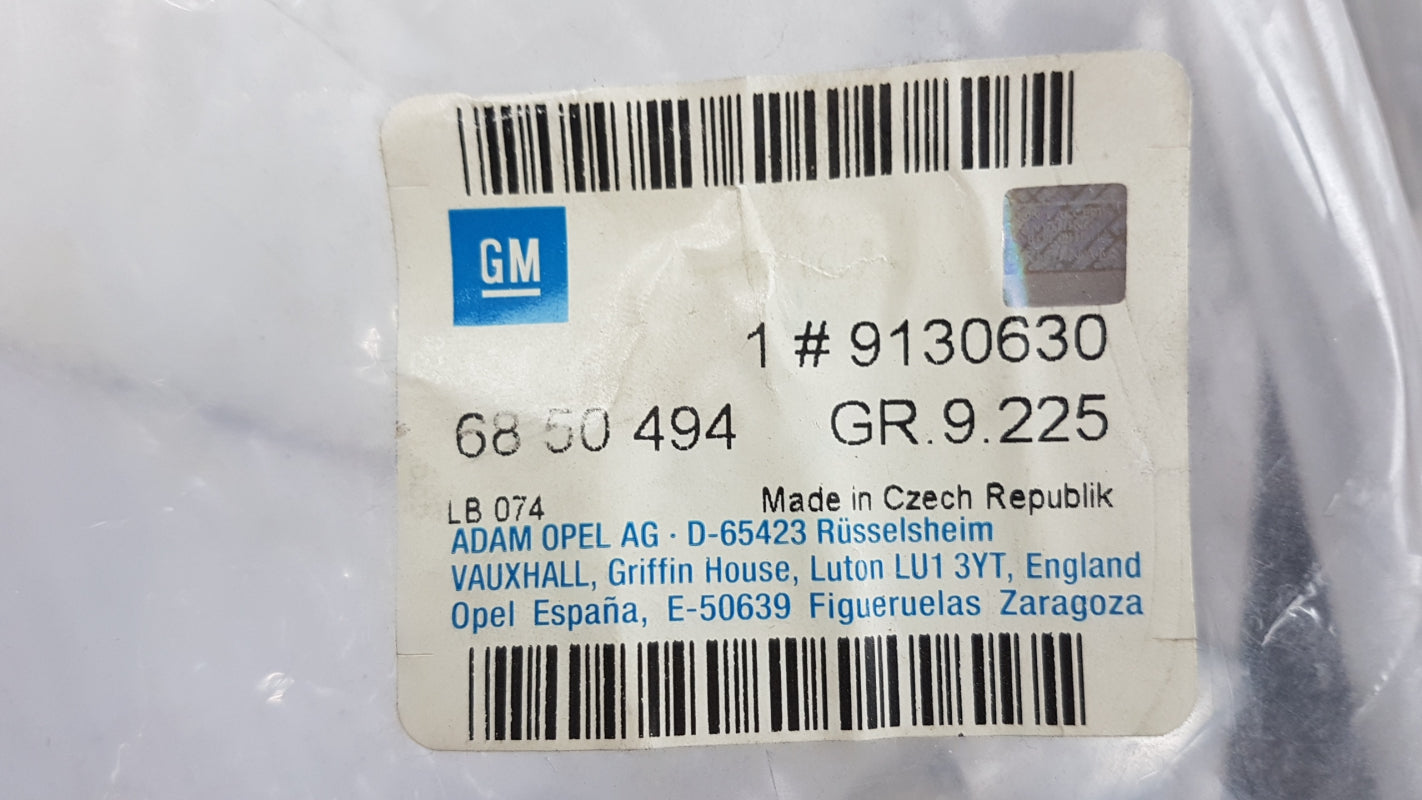 GM
1 # 9130630
68 50 494 GR.9.225
LB 074 Made in Czech Republik
ADAM OPEL AG · D-65423 Rüsselsheim
VAUXHALL, Griffin House, Luton LU1 3YT, England
Opel España, E-50639 Figueruelas Zaragoza